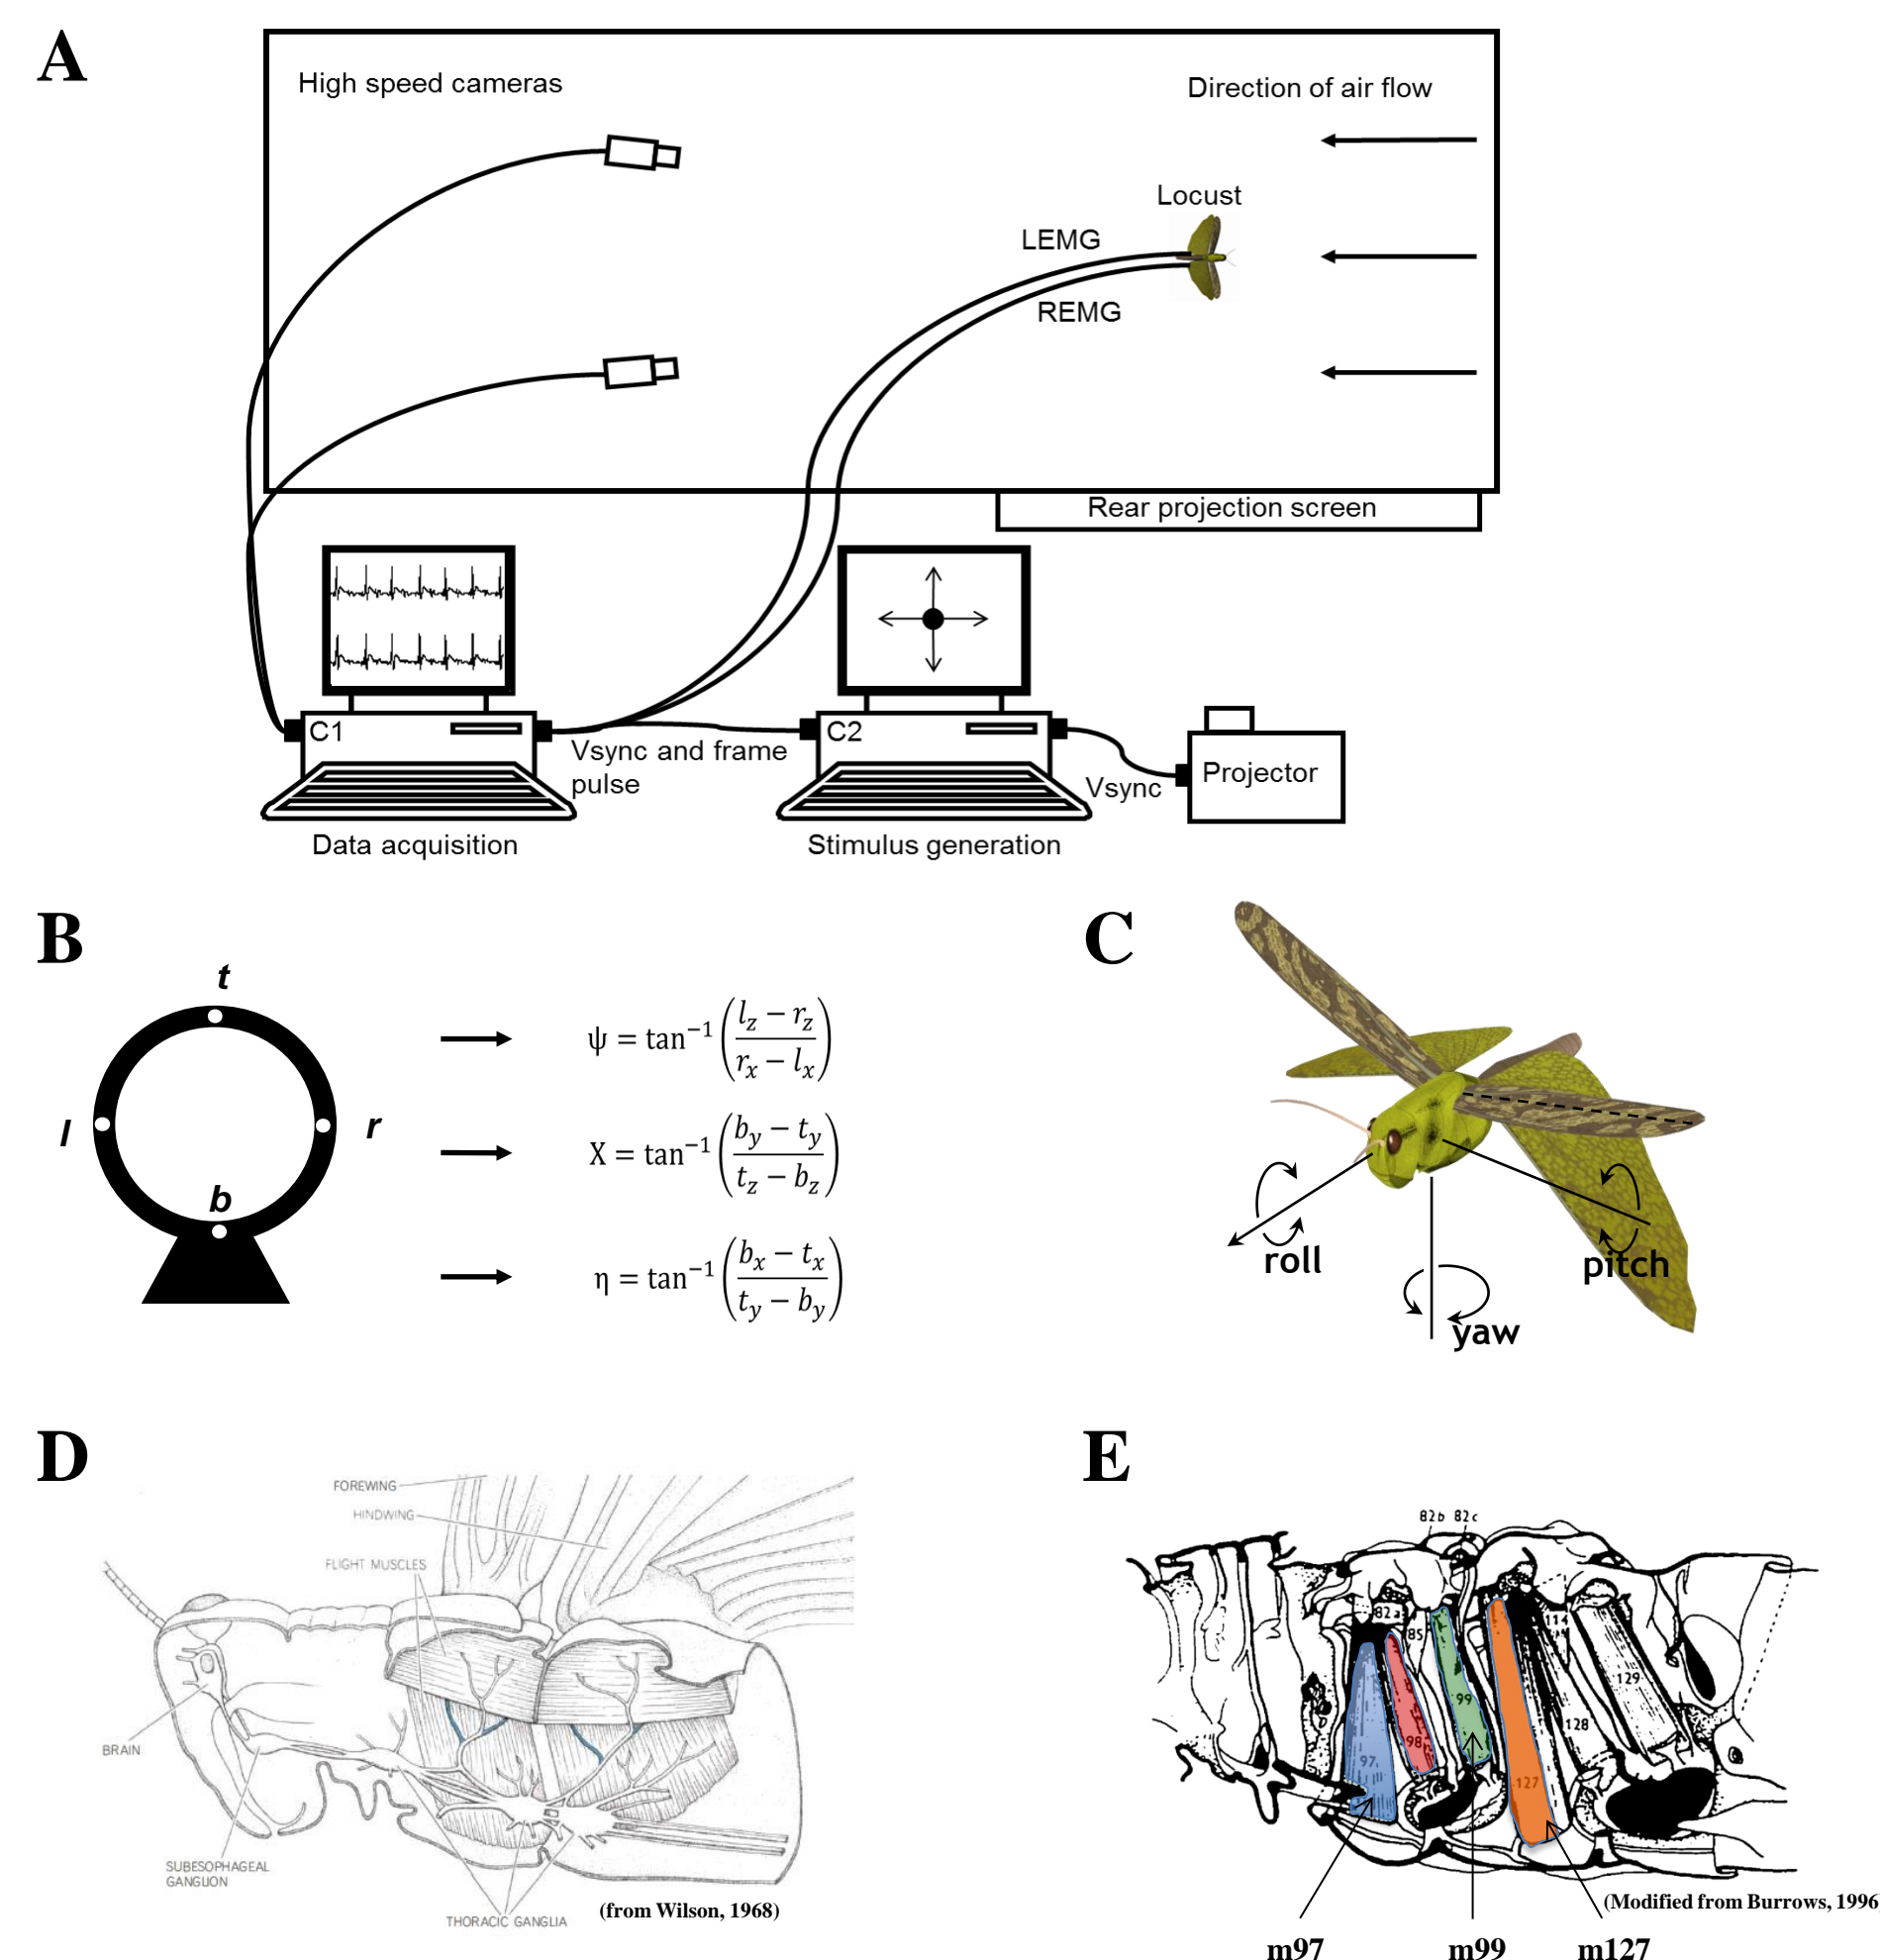 A
High speed cameras
Direction of air flow
Locust
LEMG
REMG
Rear projection screen
C1
C2
Vsync and frame
pulse
Vsync
Projector
Data acquisition
Stimulus generation
B
t
l
r
b
ψ = tan⁻¹((l_z − r_z)/(r_x − l_x))
X = tan⁻¹((b_y − t_y)/(t_z − b_z))
η = tan⁻¹((b_x − t_x)/(t_y − b_y))
C
roll
pitch
yaw
D
FOREWING
HINDWING
FLIGHT MUSCLES
BRAIN
SUBESOPHAGEAL
GANGLION
THORACIC GANGLIA
(from Wilson, 1968)
E
82b 82c
82a
85
114
129
99
98
128
97
127
(Modified from Burrows, 1996
m97
m99
m127